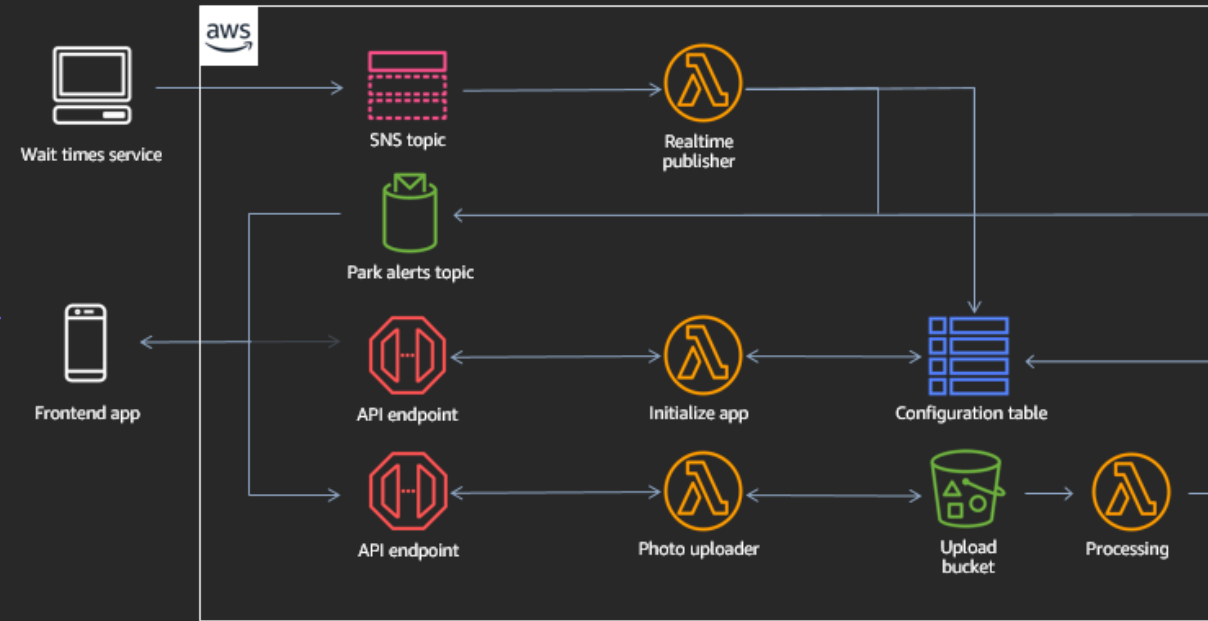 aws
Wait times service
SNS topic
Realtime
publisher
Park alerts topic
Frontend app
API endpoint
Initialize app
Configuration table
API endpoint
Photo uploader
Upload
bucket
Processing